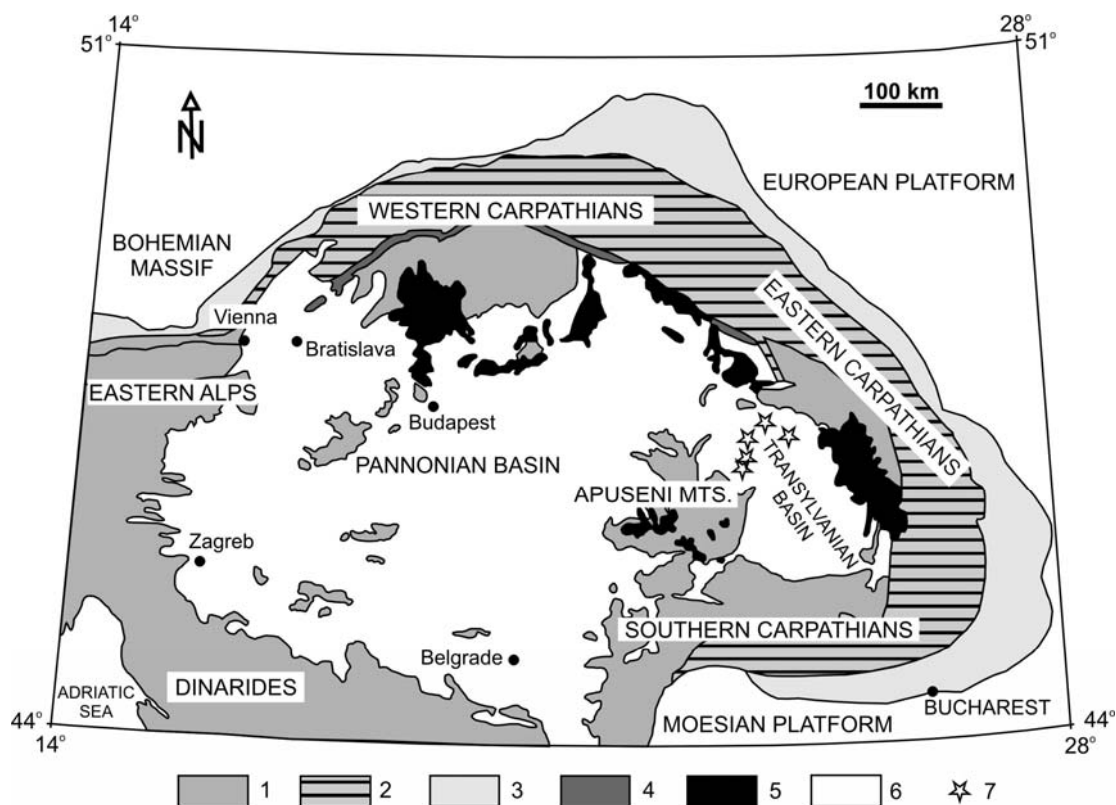 14°
28°
51°
51°
100 km
N
EUROPEAN PLATFORM
WESTERN CARPATHIANS
BOHEMIAN
MASSIF
EASTERN CARPATHIANS
Vienna
Bratislava
EASTERN ALPS
Budapest
PANNONIAN BASIN
APUSENI MTS.
TRANSYLVANIAN
BASIN
Zagreb
SOUTHERN CARPATHIANS
Belgrade
DINARIDES
ADRIATIC
SEA
BUCHAREST
MOESIAN PLATFORM
44°
44°
14°
28°
1 2 3 4 5 6 7